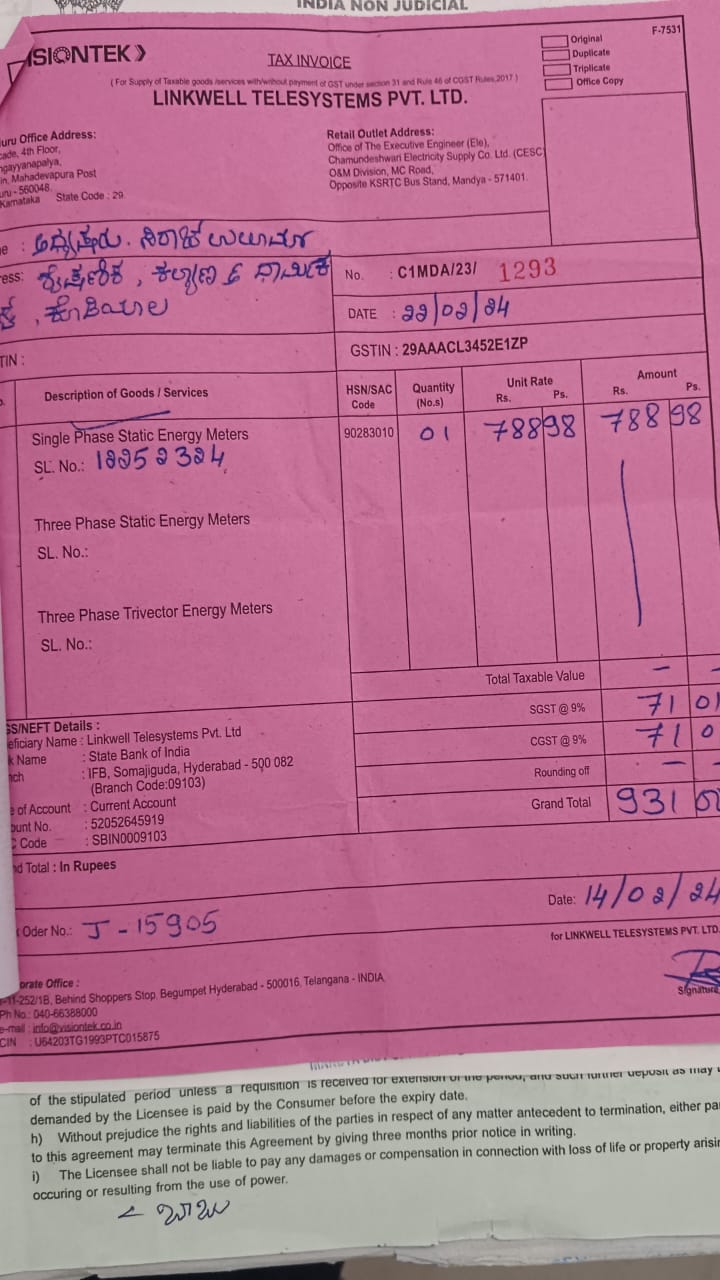 INDIA NON JUDICIAL
F-7531
VISIONTEK
TAX INVOICE
Original
Duplicate
Triplicate
Office Copy
(For Supply of Taxable goods /services with/without payment of GST under section 31 and Rule 46 of CGST Rules,2017)
LINKWELL TELESYSTEMS PVT. LTD.
uru Office Address:
cade, 4th Floor,
ngayyanapalya,
in, Mahadevapura Post
uru - 560048.
Karnataka State Code : 29
Retail Outlet Address:
Office of The Executive Engineer (Ele),
Chamundeshwari Electricity Supply Co. Ltd. (CESC
O&M Division, MC Road,
Opposite KSRTC Bus Stand, Mandya - 571401.
e :
ess:
No. : C1MDA/23/ 1293
DATE : 22/02/24
TIN :
GSTIN : 29AAACL3452E1ZP
Description of Goods / Services
HSN/SAC Code
Quantity (No.s)
Unit Rate Rs. Ps.
Amount Rs. Ps.
Single Phase Static Energy Meters 90283010 01 788 98 788 98
SL. No.: 12252324
Three Phase Static Energy Meters
SL. No.:
Three Phase Trivector Energy Meters
SL. No.:
Total Taxable Value -
SGST @ 9% 71 01
CGST @ 9% 71 0
Rounding off - -
Grand Total 931
GS/NEFT Details :
eficiary Name : Linkwell Telesystems Pvt. Ltd
k Name : State Bank of India
nch : IFB, Somajiguda, Hyderabad - 500 082
(Branch Code:09103)
e of Account : Current Account
ount No. : 52052645919
C Code : SBIN0009103
nd Total : In Rupees
Date: 14/02/24
Oder No.: J - 15905
for LINKWELL TELESYSTEMS PVT. LTD.
Signature
orate Office :
-11-252/1B, Behind Shoppers Stop, Begumpet Hyderabad - 500016, Telangana - INDIA
Ph No.: 040-66388000
e-mail : info@visiontek.co.in
CIN : U64203TG1993PTC015875
of the stipulated period unless a requisition is received for extension of the period, and such further deposit as may
demanded by the Licensee is paid by the Consumer before the expiry date.
h) Without prejudice the rights and liabilities of the parties in respect of any matter antecedent to termination, either pa
to this agreement may terminate this Agreement by giving three months prior notice in writing.
i) The Licensee shall not be liable to pay any damages or compensation in connection with loss of life or property arisin
occuring or resulting from the use of power.